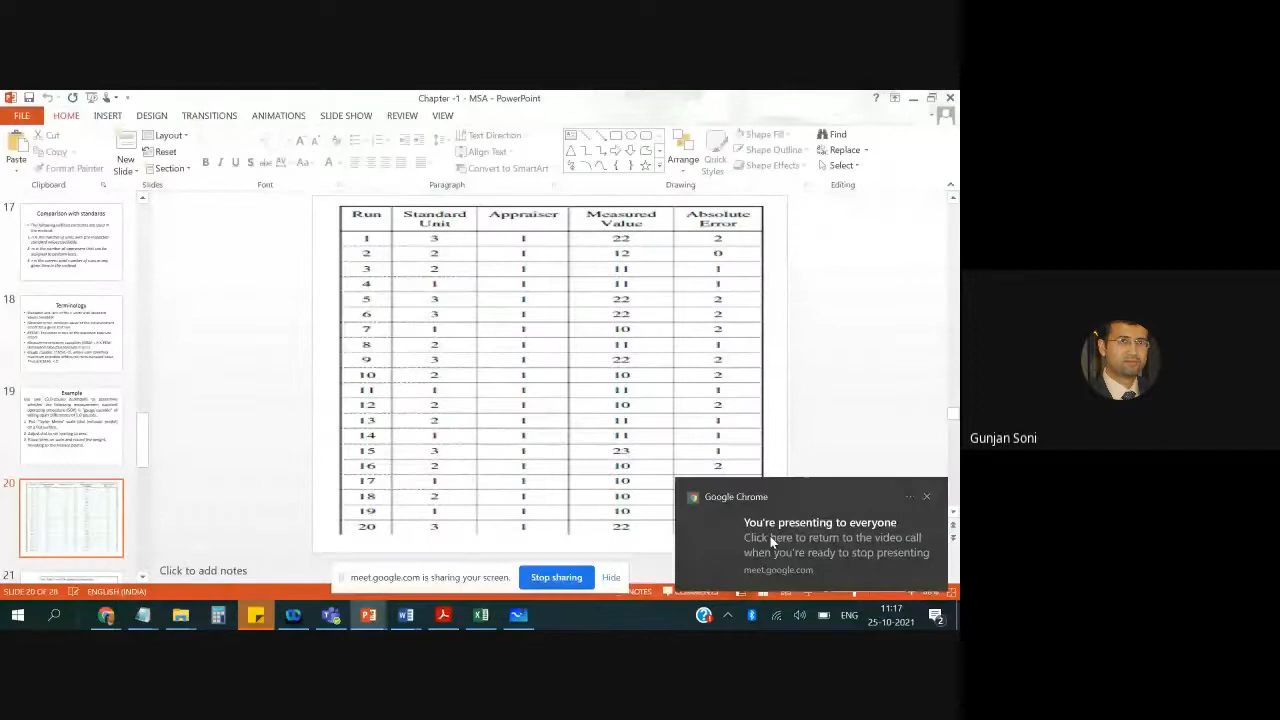 Chapter -1 - MSA - PowerPoint
FILE HOME INSERT DESIGN TRANSITIONS ANIMATIONS SLIDE SHOW REVIEW VIEW
Paste
Cut
Copy
Format Painter
Clipboard
New
Slide
Layout
Reset
Section
Slides
Font
Paragraph
Text Direction
Align Text
Convert to SmartArt
Arrange
Quick
Styles
Shape Fill
Shape Outline
Shape Effects
Drawing
Find
Replace
Select
Editing
17
Comparison with standards
18
Terminology
19
Example
20
21
Run Standard Unit Appraiser Measured Value Absolute Error
1 3 1 22 2
2 2 1 12 0
3 2 1 11 1
4 1 1 11 1
5 3 1 22 2
6 3 1 22 2
7 1 1 10 2
8 2 1 11 1
9 3 1 22 2
10 2 1 10 2
11 1 1 11 1
12 2 1 10 2
13 2 1 11 1
14 1 1 11 1
15 3 1 23 1
16 2 1 10 2
17 1 1 10
18 2 1 10
19 1 1 10
20 3 1 22
Google Chrome
You're presenting to everyone
Click here to return to the video call
when you're ready to stop presenting
meet.google.com
Click to add notes
meet.google.com is sharing your screen. Stop sharing Hide
SLIDE 20 OF 28 ENGLISH (INDIA)
NOTES
ENG
11:17
25-10-2021
2
Gunjan Soni